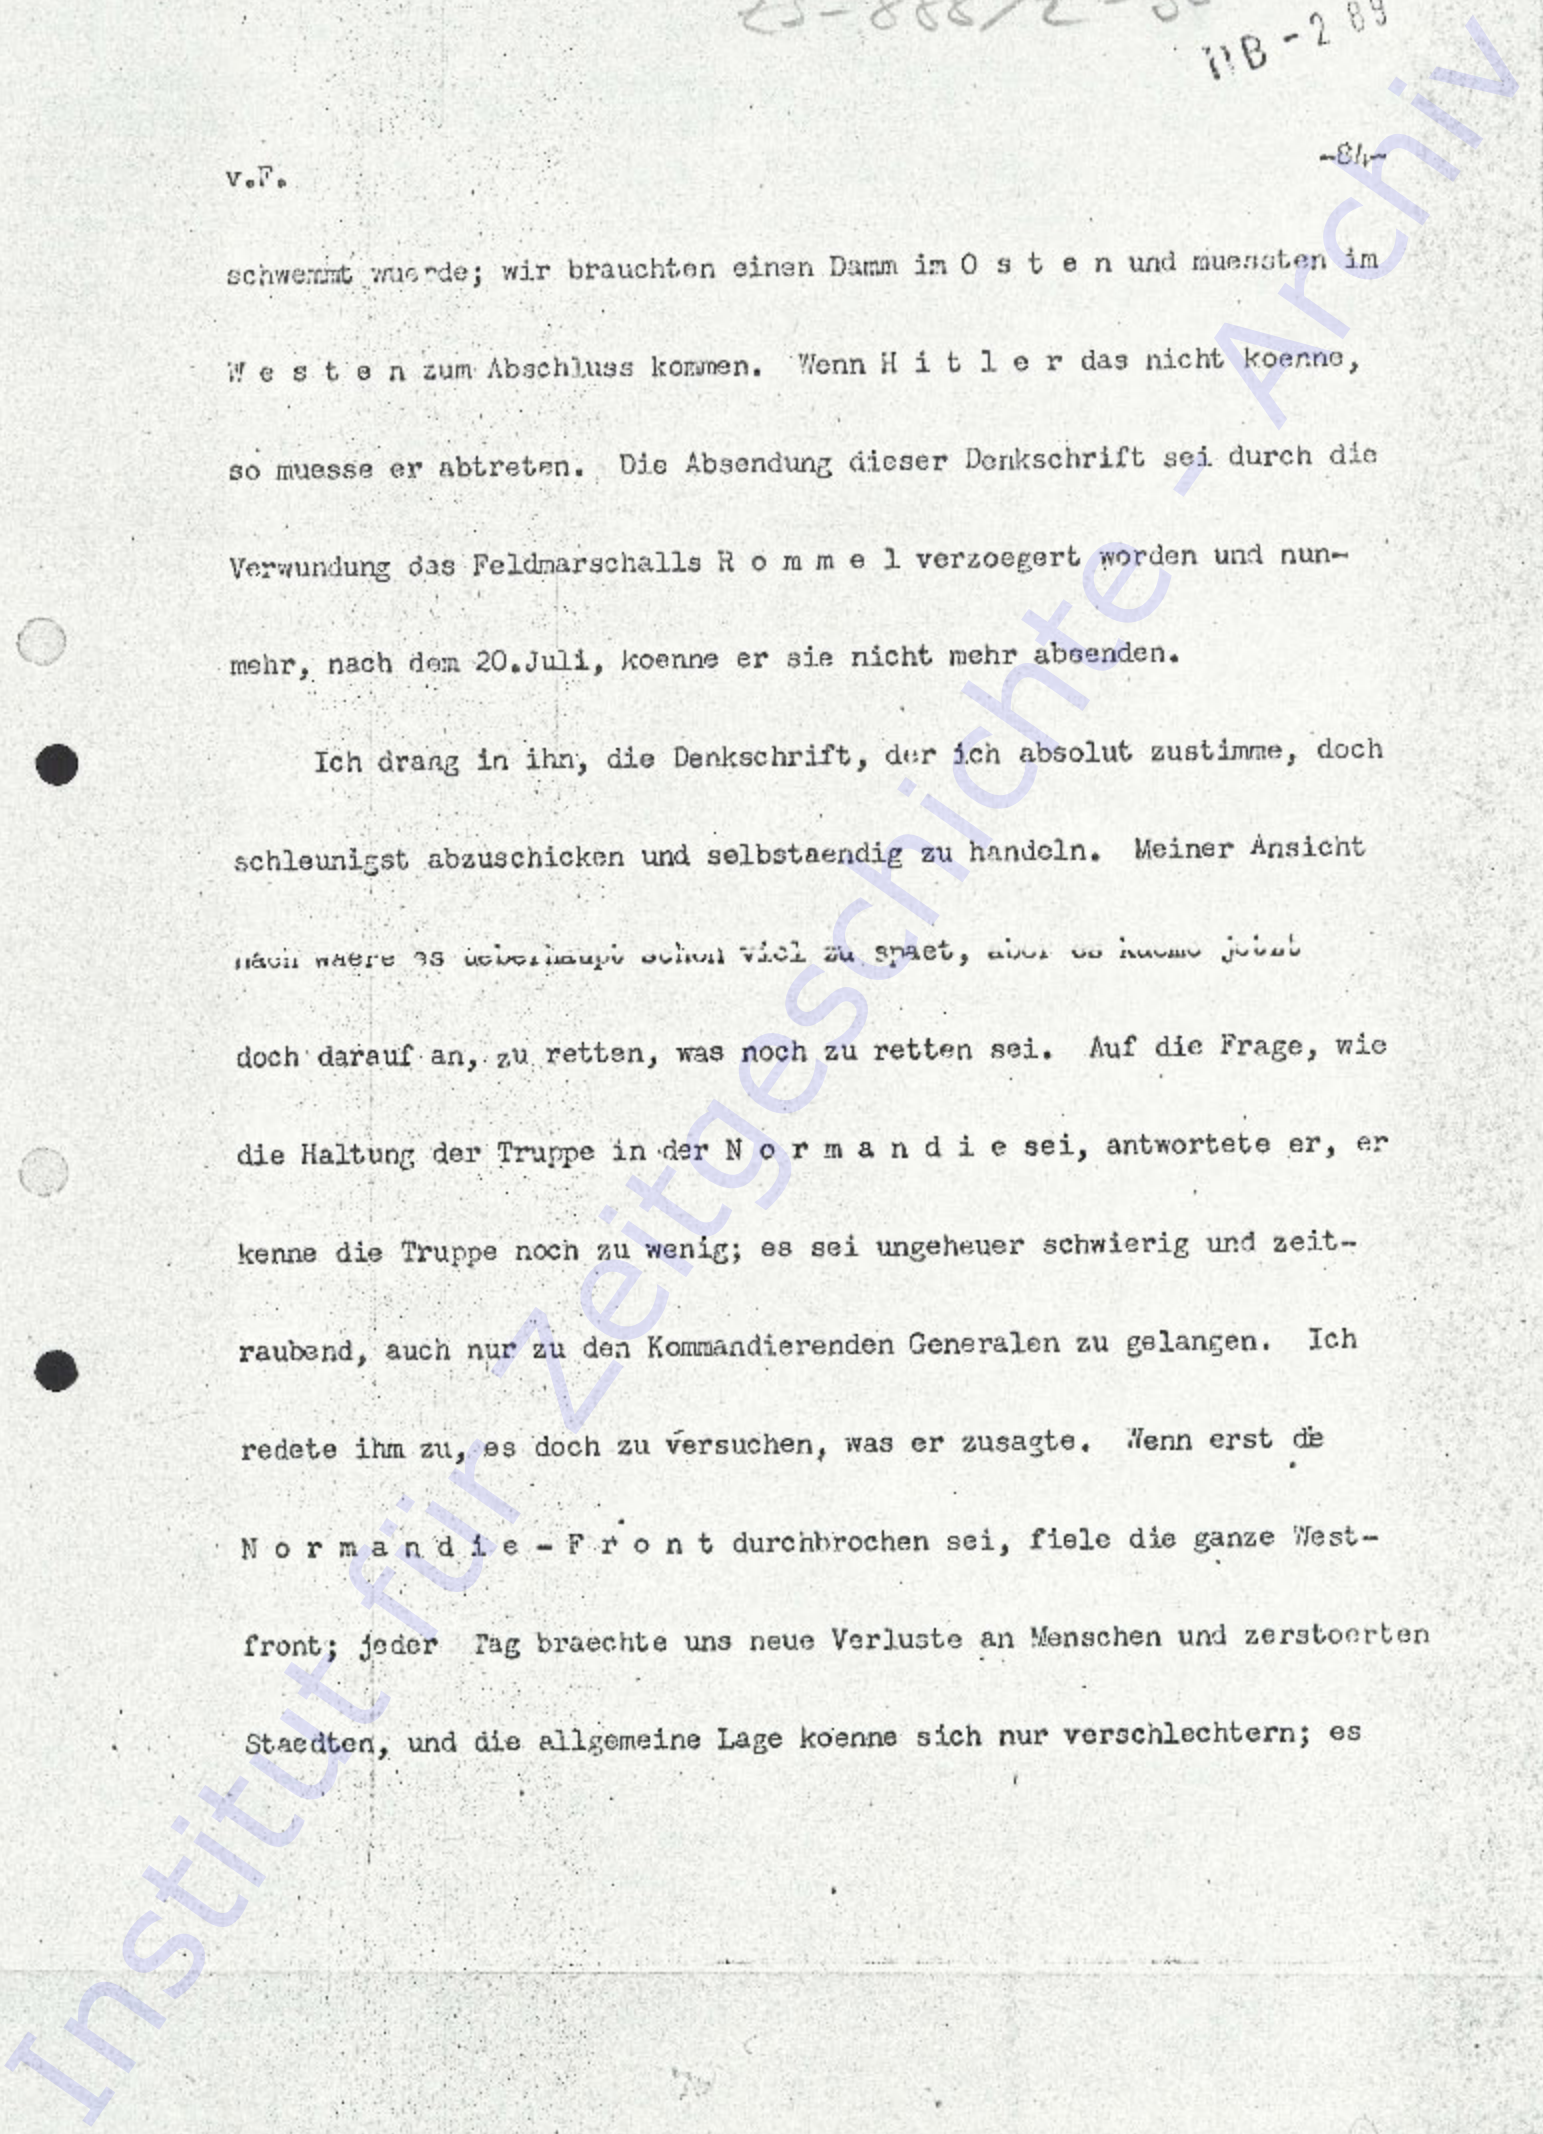 v.F.
-84-
schwemmt wuerde; wir brauchten einen Damm im O s t e n und muessten im
W e s t e n zum Abschluss kommen. Wenn H i t l e r das nicht koenne,
so muesse er abtreten. Die Absendung dieser Denkschrift sei durch die
Verwundung des Feldmarschalls R o m m e l verzoegert worden und nun-
mehr, nach dem 20.Juli, koenne er sie nicht mehr absenden.
Ich drang in ihn, die Denkschrift, der ich absolut zustimme, doch
schleunigst abzuschicken und selbstaendig zu handeln. Meiner Ansicht
nach waere es ueberhaupt schon viel zu spaet, aber es kaeme jetzt
doch darauf an, zu retten, was noch zu retten sei. Auf die Frage, wie
die Haltung der Truppe in der N o r m a n d i e sei, antwortete er, er
kenne die Truppe noch zu wenig; es sei ungeheuer schwierig und zeit-
raubend, auch nur zu den Kommandierenden Generalen zu gelangen. Ich
redete ihm zu, es doch zu versuchen, was er zusagte. Wenn erst die
N o r m a n d i e - F r o n t durchbrochen sei, fiele die ganze West-
front; jeder Tag braechte uns neue Verluste an Menschen und zerstoerten
Staedten, und die allgemeine Lage koenne sich nur verschlechtern; es
Institut für Zeitgeschichte - Archiv